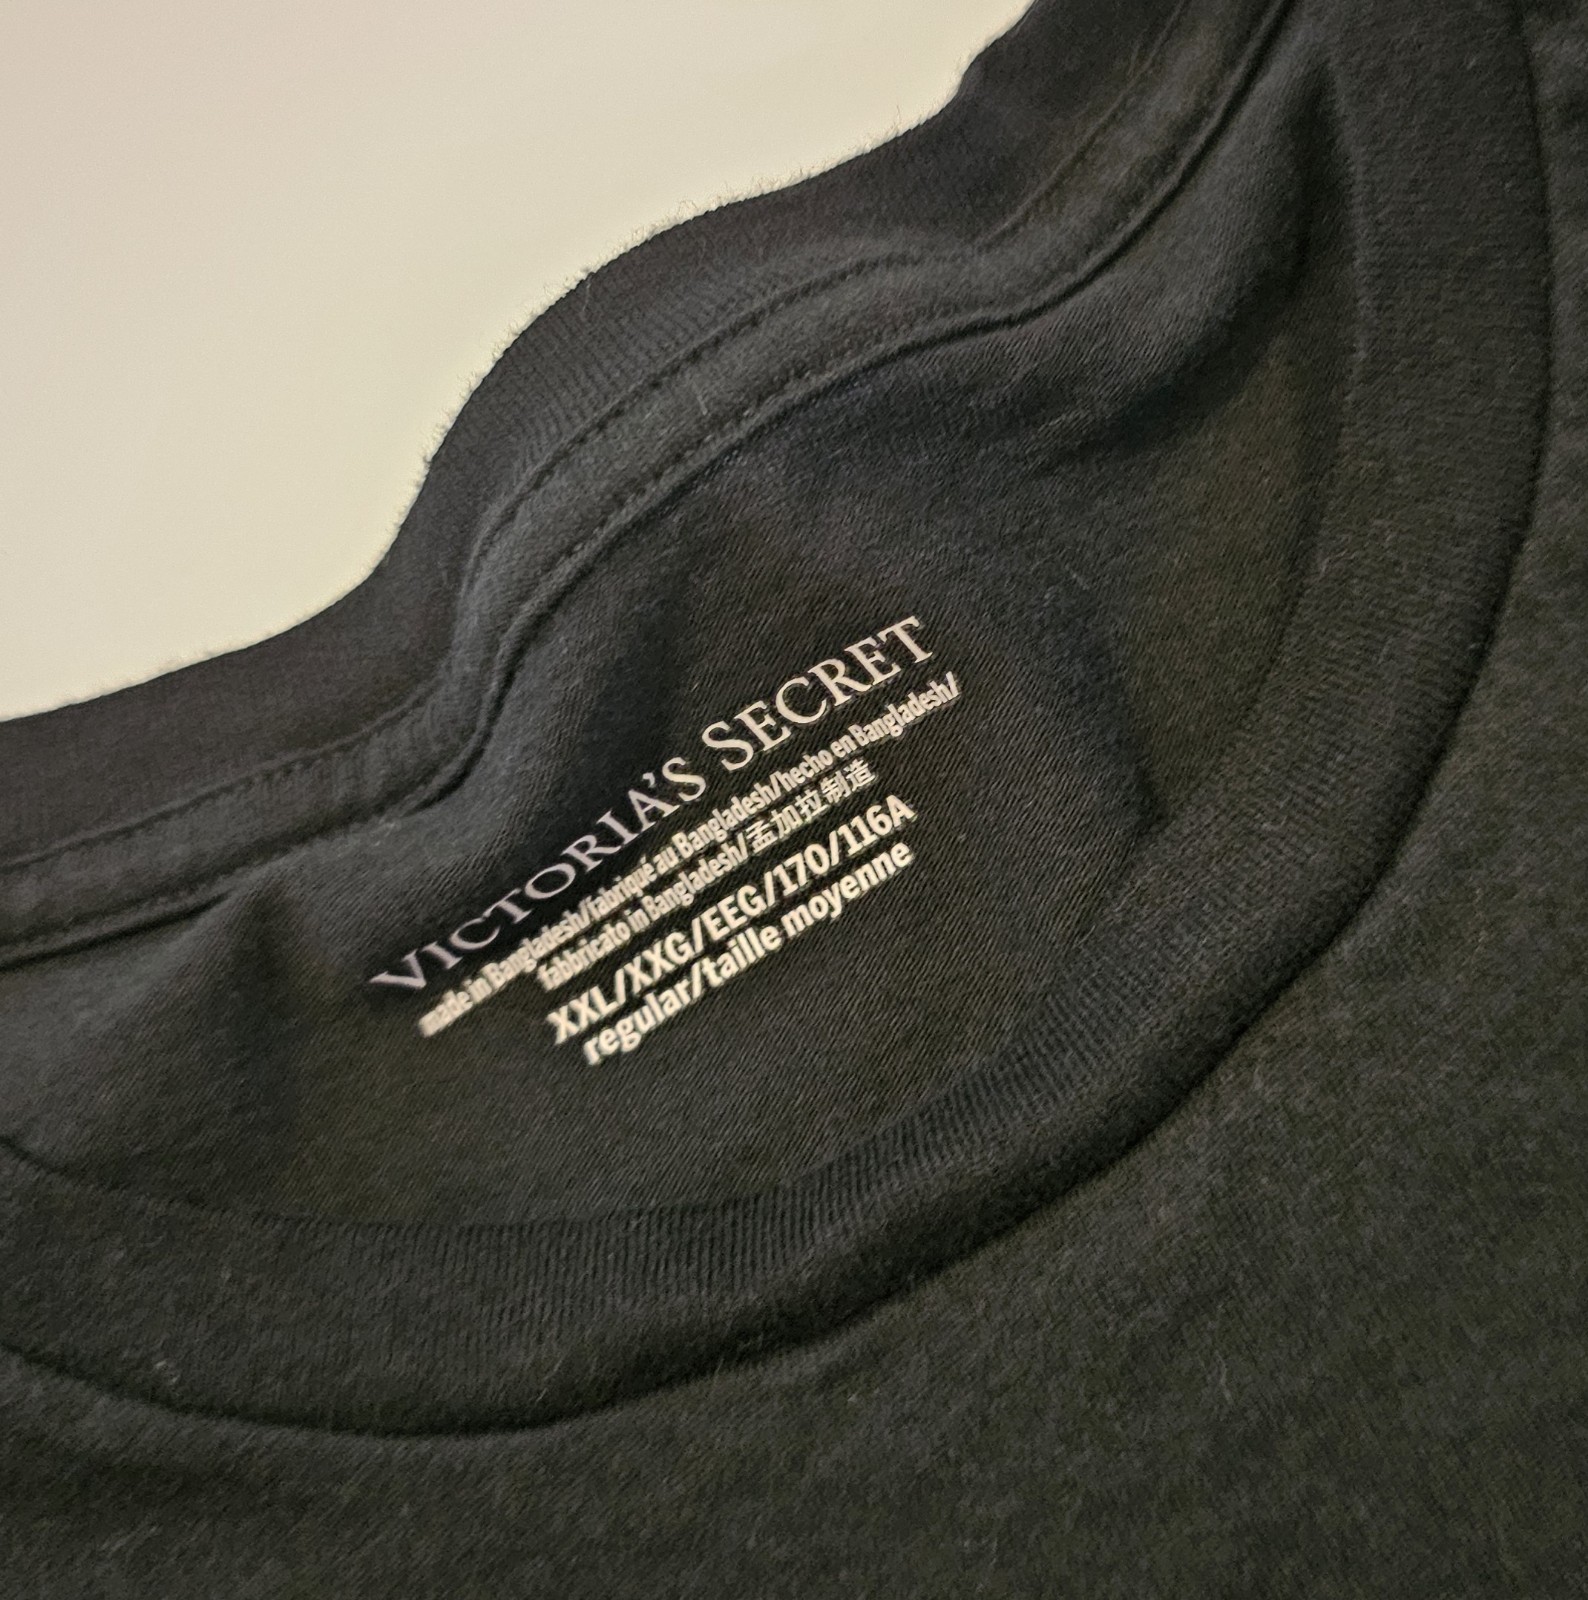 VICTORIA'S SECRET
made in Bangladesh/fabriqué au Bangladesh/hecho en Bangladesh/
fabbricato in Bangladesh/孟加拉制造
XXL/XXG/EEG/170/116A
regular/taille moyenne